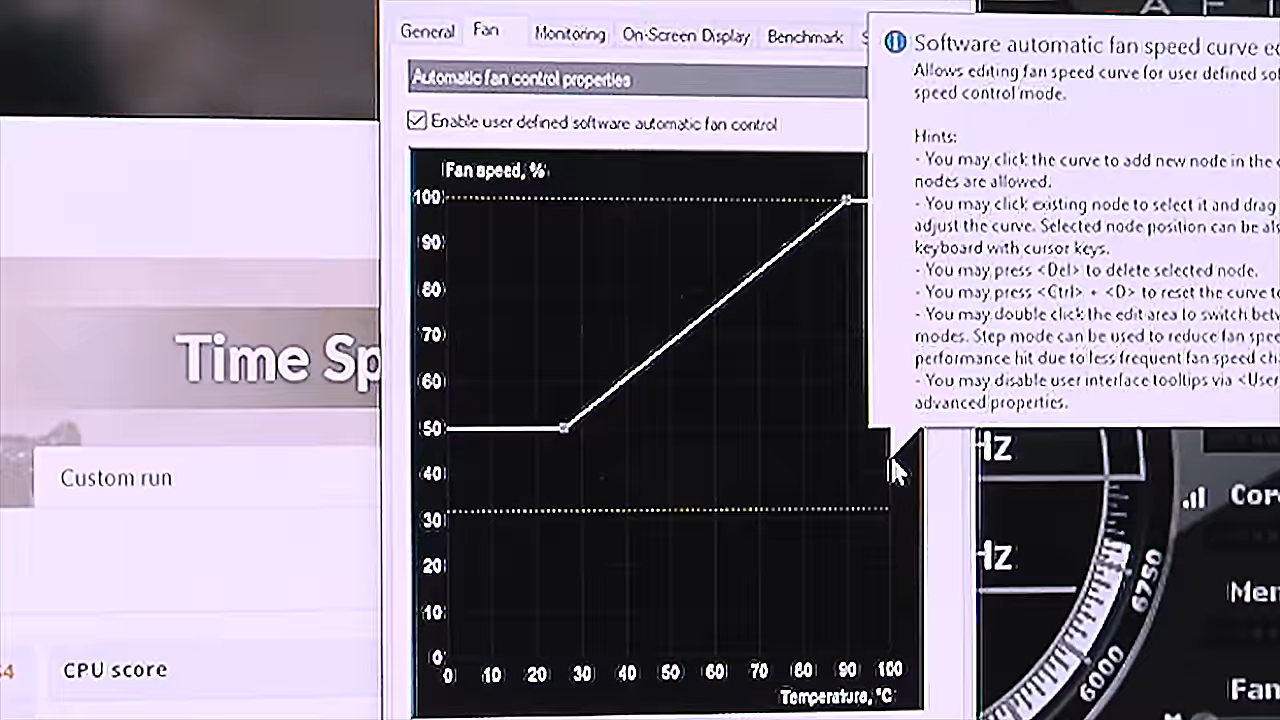 AFT
General Fan Monitoring On-Screen Display Benchmark
Automatic fan control properties
Enable user defined software automatic fan control
Fan speed, %
100
90
80
70
60
50
40
30
20
10
0
0 10 20 30 40 50 60 70 80 90 100
Temperature, °C
Software automatic fan speed curve
Allows editing fan speed curve for user defined
speed control mode.
Hints:
- You may click the curve to add new node in the
nodes are allowed.
- You may click existing node to select it and drag
adjust the curve. Selected node position can be
keyboard with cursor keys.
- You may press <Del> to delete selected node.
- You may press <Ctrl> + <D> to reset the curve
- You may double click the edit area to switch
modes. Step mode can be used to reduce fan
performance hit due to less frequent fan speed
- You may disable user interface tooltips via <User
advanced properties.
Time Sp
Custom run
CPU score
Hz
Hz
6750
6000
Cor
Mem
Fan